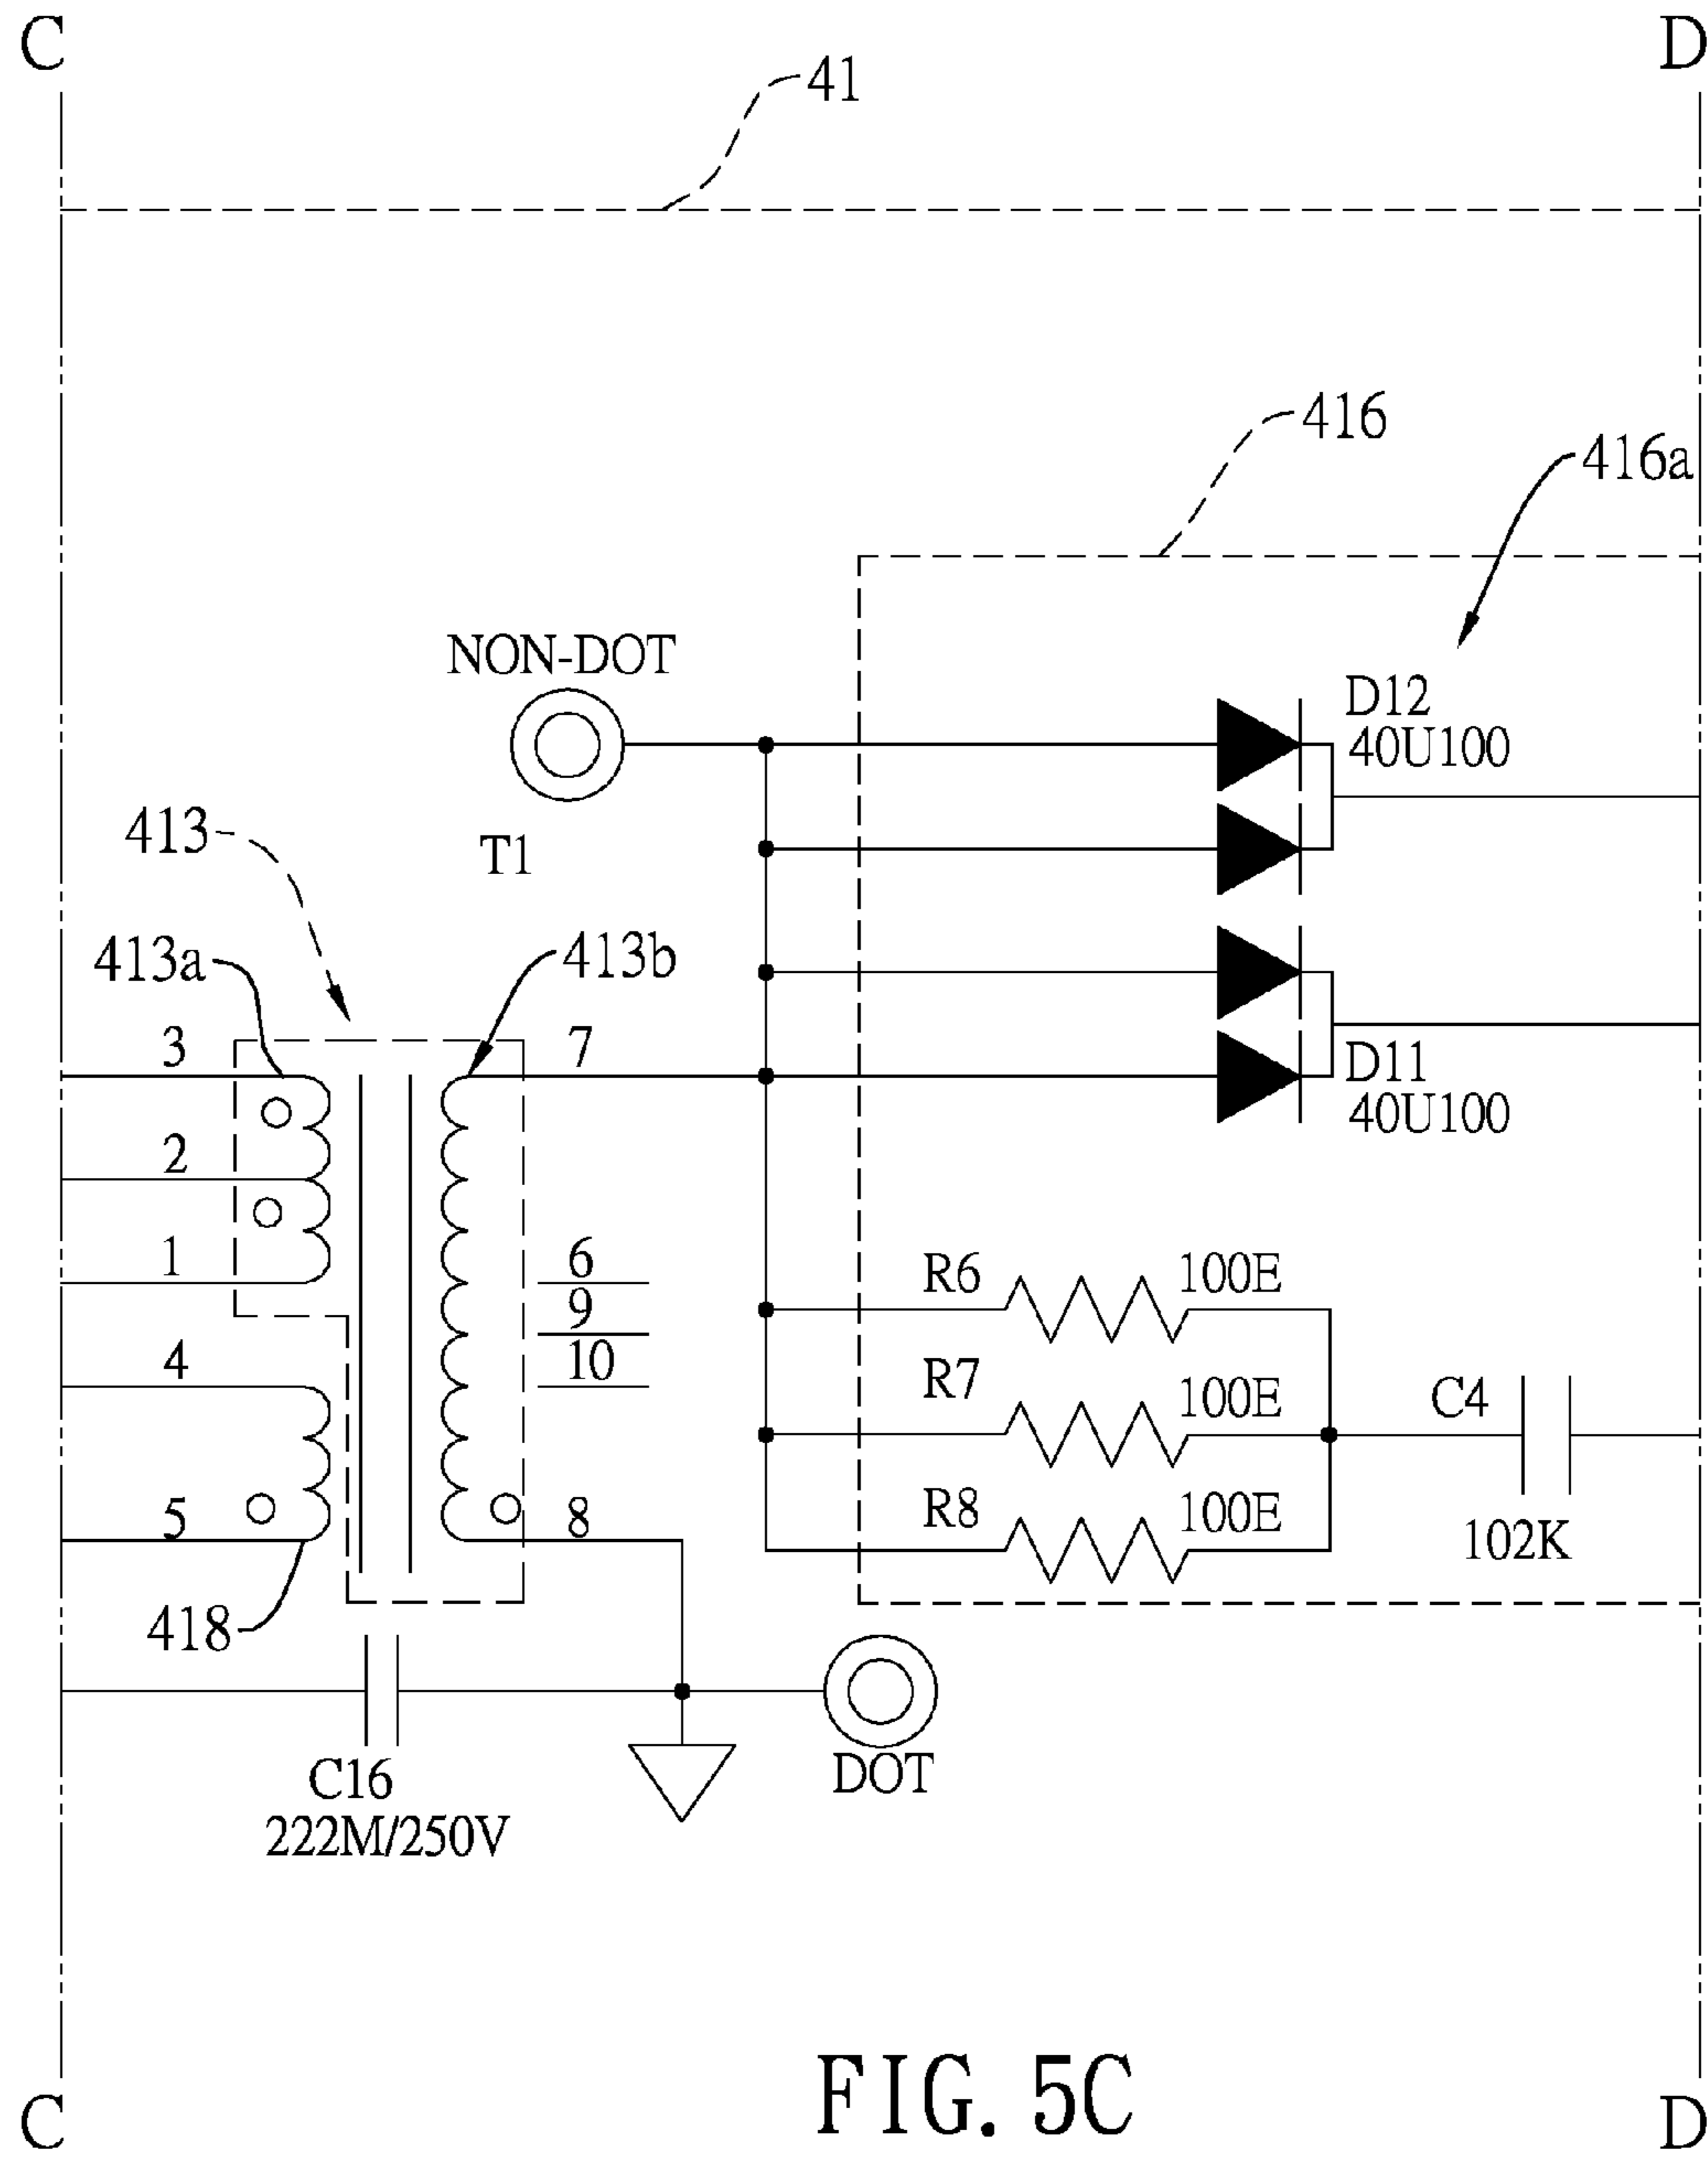 C
D
41
416
416a
NON-DOT
D12
40U100
413
T1
413a
413b
3
7
D11
40U100
2
1
6
R6
100E
9
4
10
R7
100E
C4
5
8
R8
100E
102K
418
C16
222M/250V
DOT
FIG. 5C
C
D